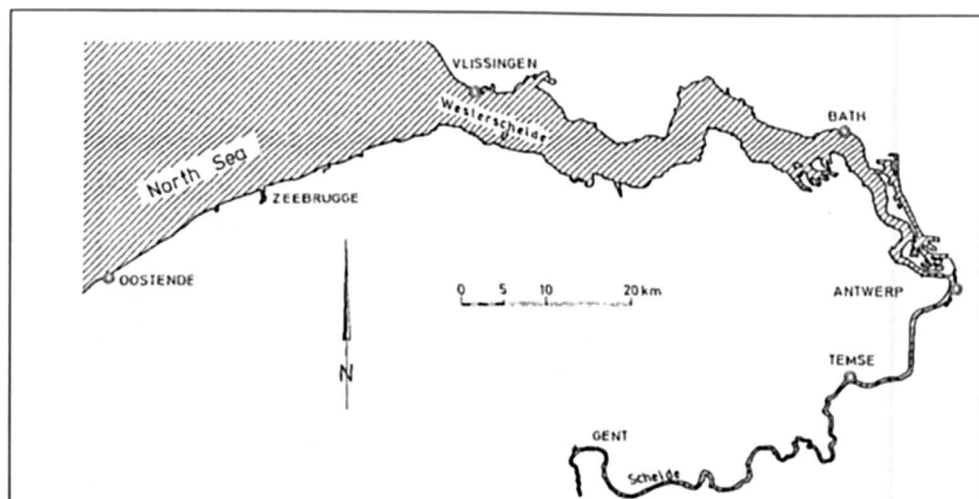 VLISSINGEN
Westerschelde
BATH
North Sea
ZEEBRUGGE
OOSTENDE
0 5 10 20 km
ANTWERP
N
TEMSE
GENT
Schelde